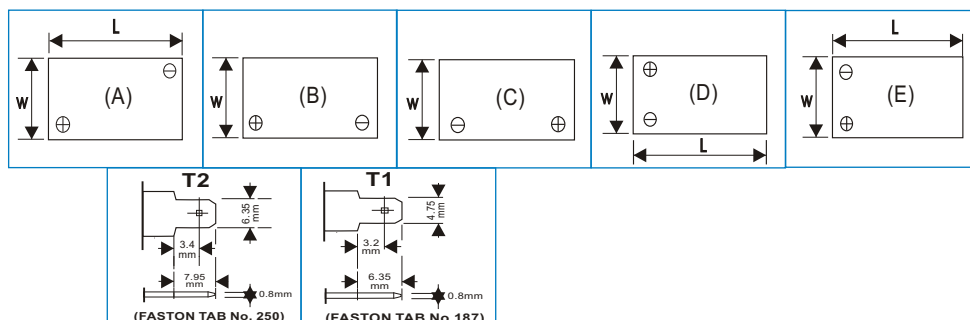 L
W
⊖
(A)
⊕
W
(B)
⊕
⊖
W
(C)
⊖
⊕
W
⊕
(D)
⊖
L
L
W
⊖
(E)
⊕
T2
6.35
mm
3.4
mm
7.95
mm
0.8mm
(FASTON TAB No. 250)
T1
4.75
mm
3.2
mm
6.35
mm
0.8mm
(FASTON TAB No 187)